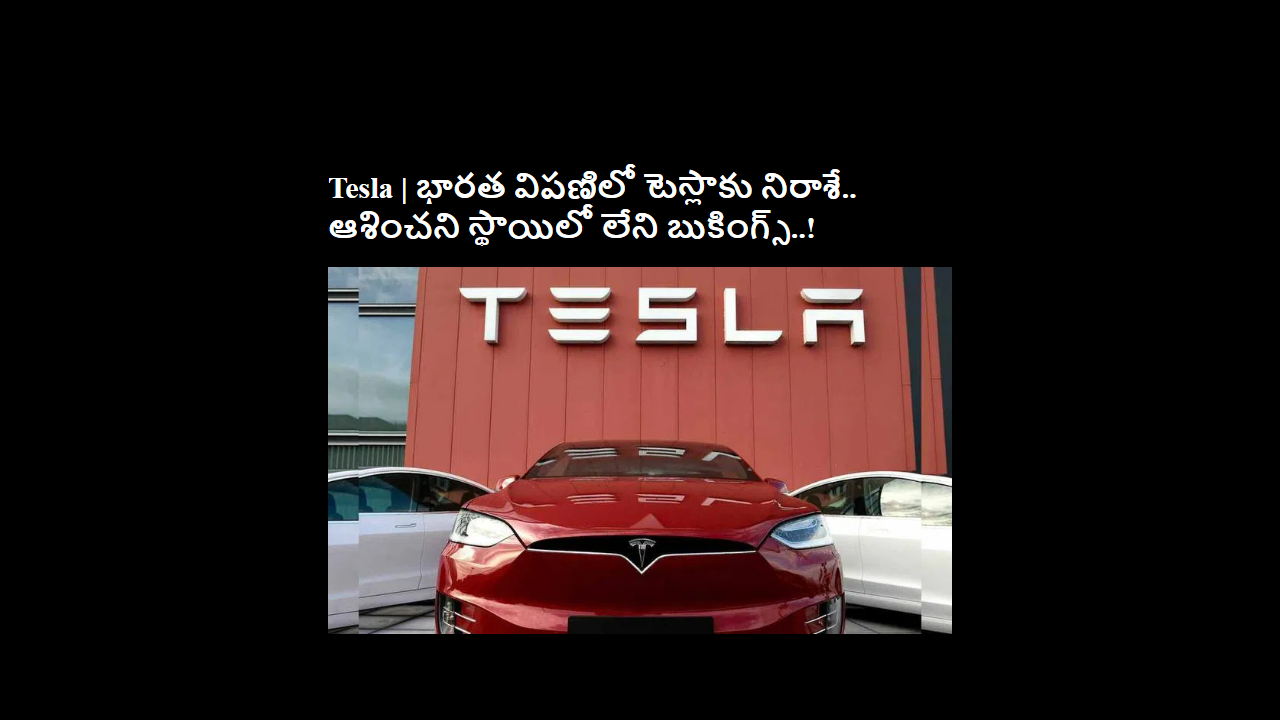 Tesla | భారత విపణిలో టెస్లాకు నిరాశే..
ఆశించని స్థాయిలో లేని బుకింగ్స్..!
TESLA